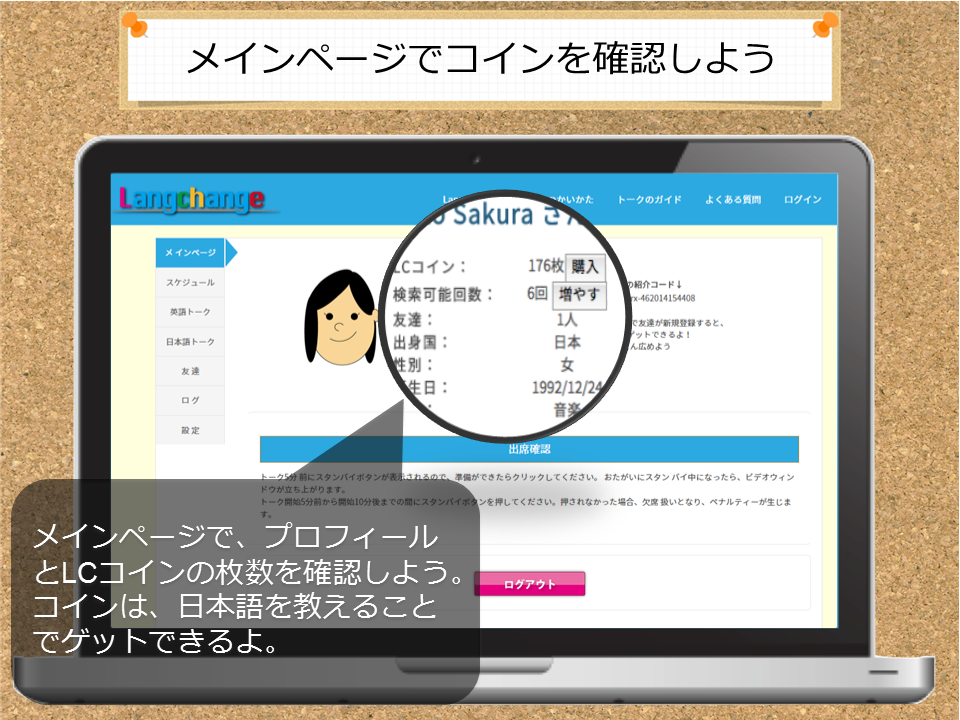 メインページでコインを確認しよう
Langchange
つかいかた トークのガイド よくある質問 ログイン
Sakura さん
メインページ
スケジュール
英語トーク
日本語トーク
友達
ログ
設定
LCコイン： 176枚 購入
検索可能回数： 6回 増やす
友達： 1人
出身国： 日本
性別： 女
生日： 1992/12/24
音楽
の紹介コード↓
rx-462014154408
で友達が新規登録すると、
ゲットできるよ！
ん広めよう
出席確認
トーク5分 前にスタンバイボタンが表示されるので、準備ができたらクリックしてください。 おたがいにスタン バイ中になったら、ビデオウィン
ドウが立ち上がります。
トーク開始5分前から開始10分後までの間にスタンバイボタンを押してください。押されなかった場合、欠席 扱いとなり、ペナルティーが生じま
す。
ログアウト
メインページで、プロフィール
とLCコインの枚数を確認しよう。
コインは、日本語を教えること
でゲットできるよ。